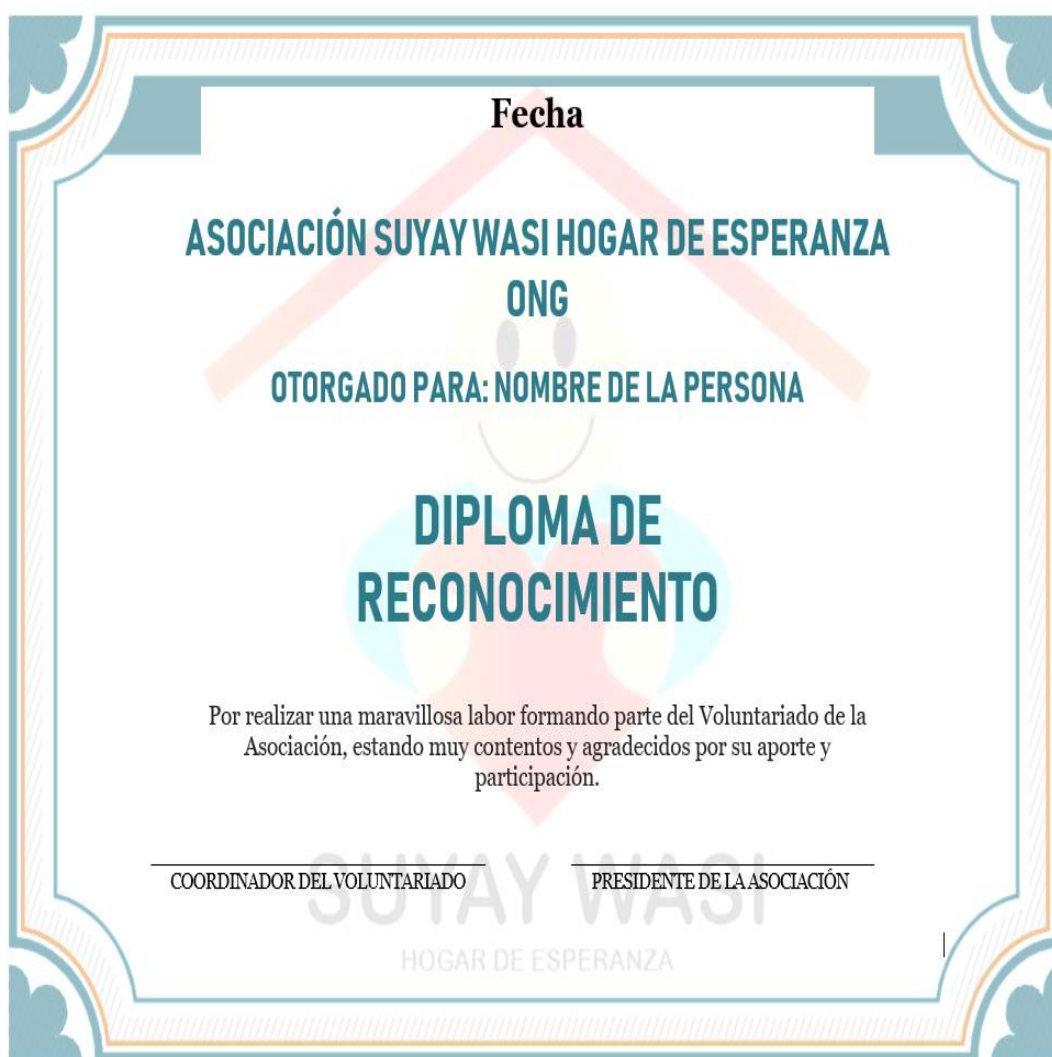 Fecha
ASOCIACIÓN SUYAY WASI HOGAR DE ESPERANZA
ONG
OTORGADO PARA: NOMBRE DE LA PERSONA
DIPLOMA DE
RECONOCIMIENTO
Por realizar una maravillosa labor formando parte del Voluntariado de la
Asociación, estando muy contentos y agradecidos por su aporte y
participación.
COORDINADOR DEL VOLUNTARIADO PRESIDENTE DE LA ASOCIACIÓN
SUYAY WASI
HOGAR DE ESPERANZA